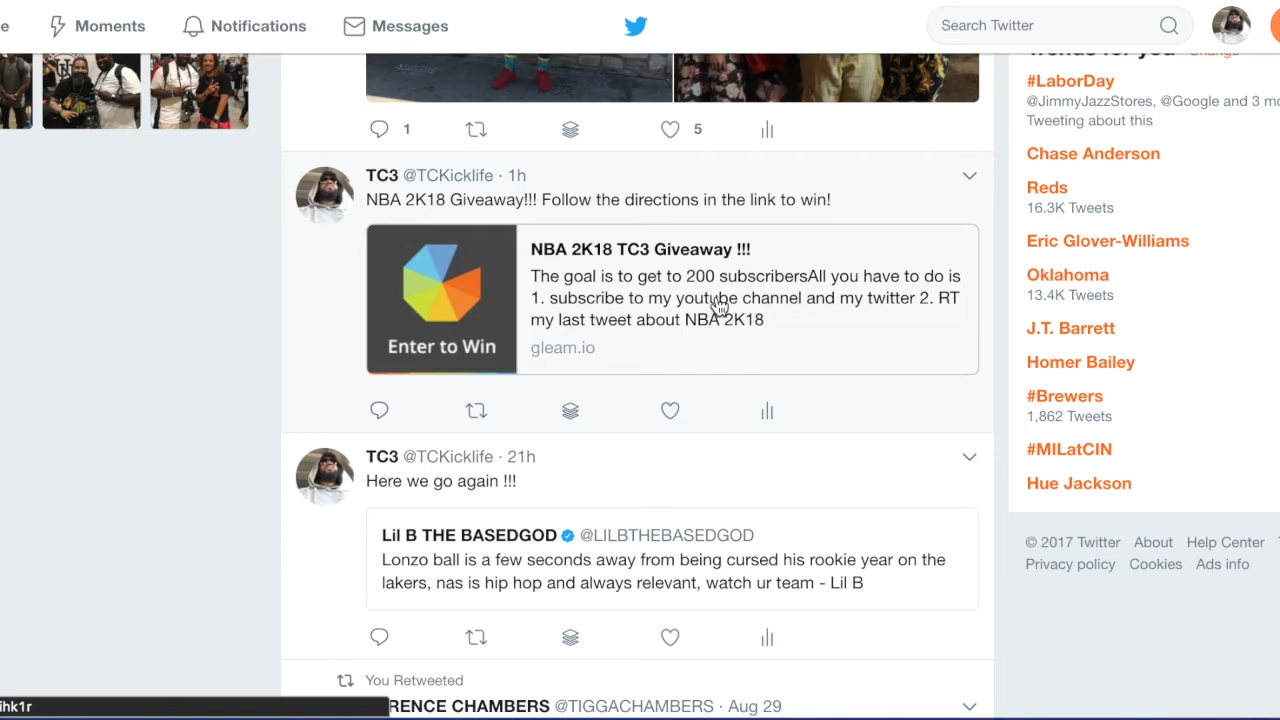 e Moments Notifications Messages Search Twitter
Trends for you · Change
#LaborDay
@JimmyJazzStores, @Google and 3 mo
Tweeting about this
Chase Anderson
Reds
16.3K Tweets
Eric Glover-Williams
Oklahoma
13.4K Tweets
J.T. Barrett
Homer Bailey
#Brewers
1,862 Tweets
#MILatCIN
Hue Jackson
© 2017 Twitter About Help Center
Privacy policy Cookies Ads info
1 5
TC3 @TCKicklife · 1h
NBA 2K18 Giveaway!!! Follow the directions in the link to win!
Enter to Win
NBA 2K18 TC3 Giveaway !!!
The goal is to get to 200 subscribersAll you have to do is
1. subscribe to my youtube channel and my twitter 2. RT
my last tweet about NBA 2K18
gleam.io
TC3 @TCKicklife · 21h
Here we go again !!!
Lil B THE BASEDGOD @LILBTHEBASEDGOD
Lonzo ball is a few seconds away from being cursed his rookie year on the
lakers, nas is hip hop and always relevant, watch ur team - Lil B
You Retweeted
RENCE CHAMBERS @TIGGACHAMBERS · Aug 29
ihk1r